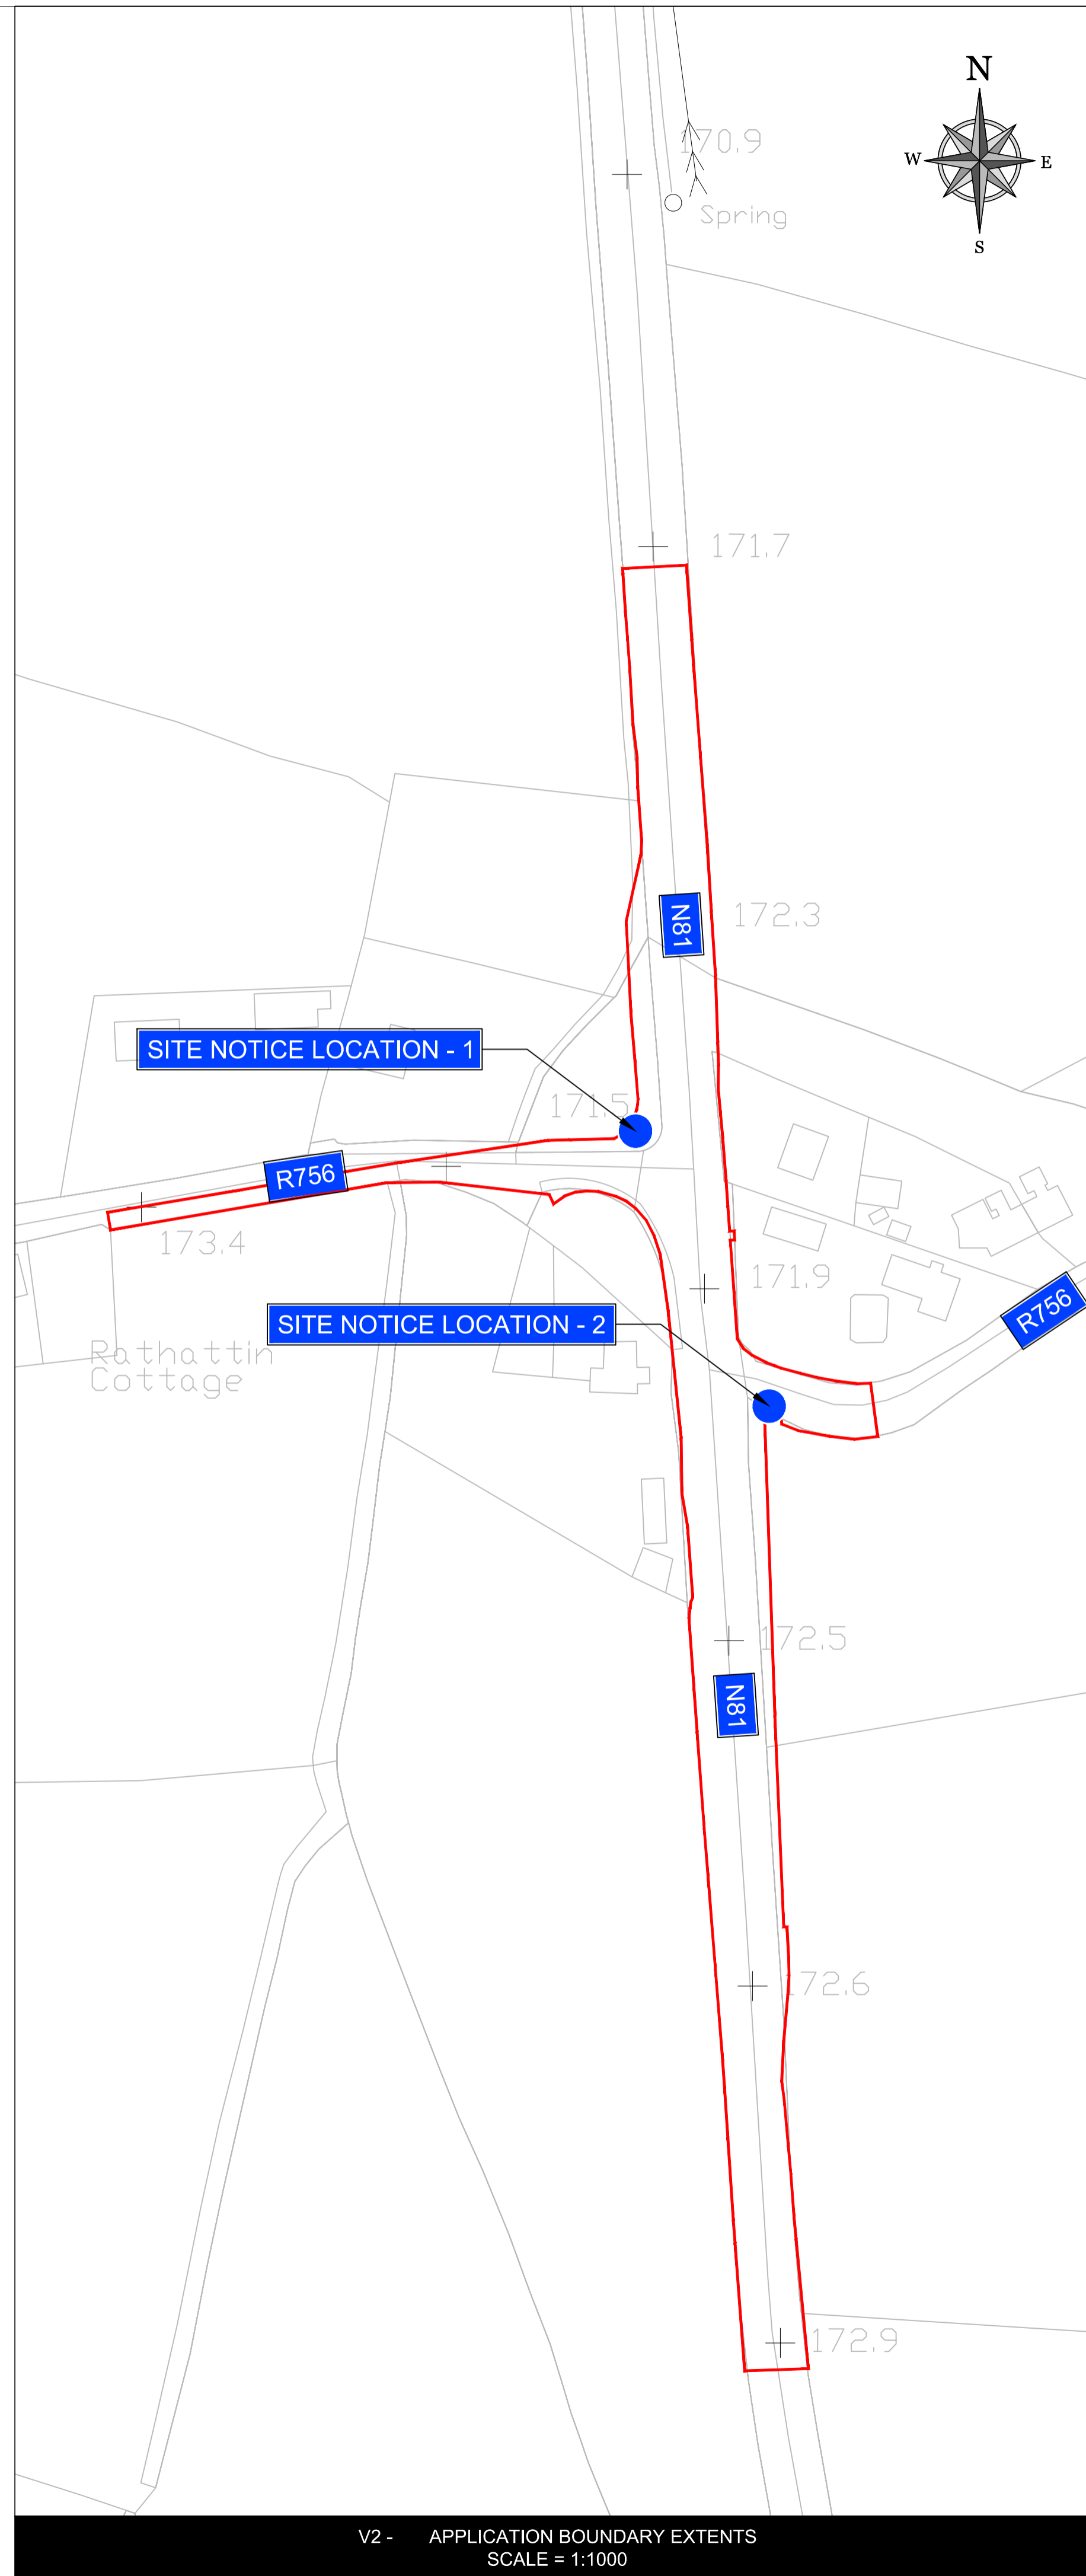 N
W
E
S
170.9
Spring
171.7
N81
172.3
SITE NOTICE LOCATION - 1
171.5
R756
173.4
171.9
R756
SITE NOTICE LOCATION - 2
Rathattin
Cottage
172.5
N81
172.6
172.9
V2 - APPLICATION BOUNDARY EXTENTS
SCALE = 1:1000